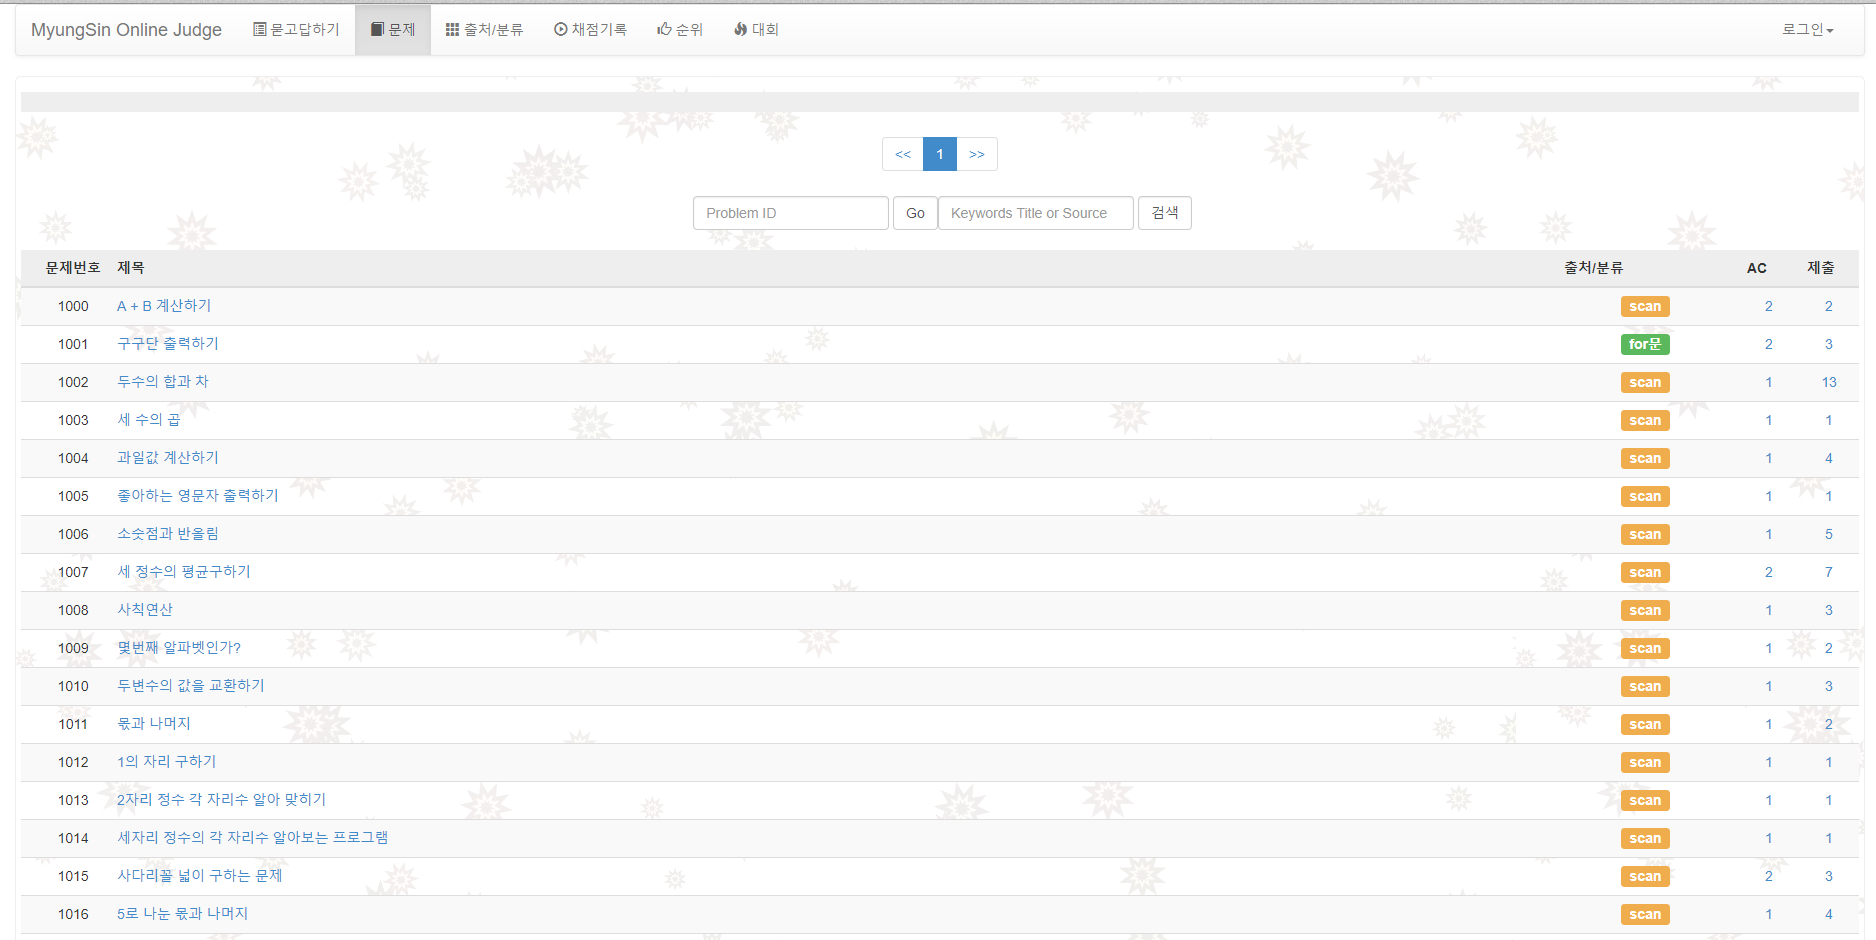 MyungSin Online Judge 묻고답하기 문제 출처/분류 채점기록 순위 대회 로그인
<< 1 >>
Problem ID Go Keywords Title or Source 검색
문제번호 제목 출처/분류 AC 제출
1000 A + B 계산하기 scan 2 2
1001 구구단 출력하기 for문 2 3
1002 두수의 합과 차 scan 1 13
1003 세 수의 곱 scan 1 1
1004 과일값 계산하기 scan 1 4
1005 좋아하는 영문자 출력하기 scan 1 1
1006 소숫점과 반올림 scan 1 5
1007 세 정수의 평균구하기 scan 2 7
1008 사칙연산 scan 1 3
1009 몇번째 알파벳인가? scan 1 2
1010 두변수의 값을 교환하기 scan 1 3
1011 몫과 나머지 scan 1 2
1012 1의 자리 구하기 scan 1 1
1013 2자리 정수 각 자리수 알아 맞히기 scan 1 1
1014 세자리 정수의 각 자리수 알아보는 프로그램 scan 1 1
1015 사다리꼴 넓이 구하는 문제 scan 2 3
1016 5로 나눈 몫과 나머지 scan 1 4